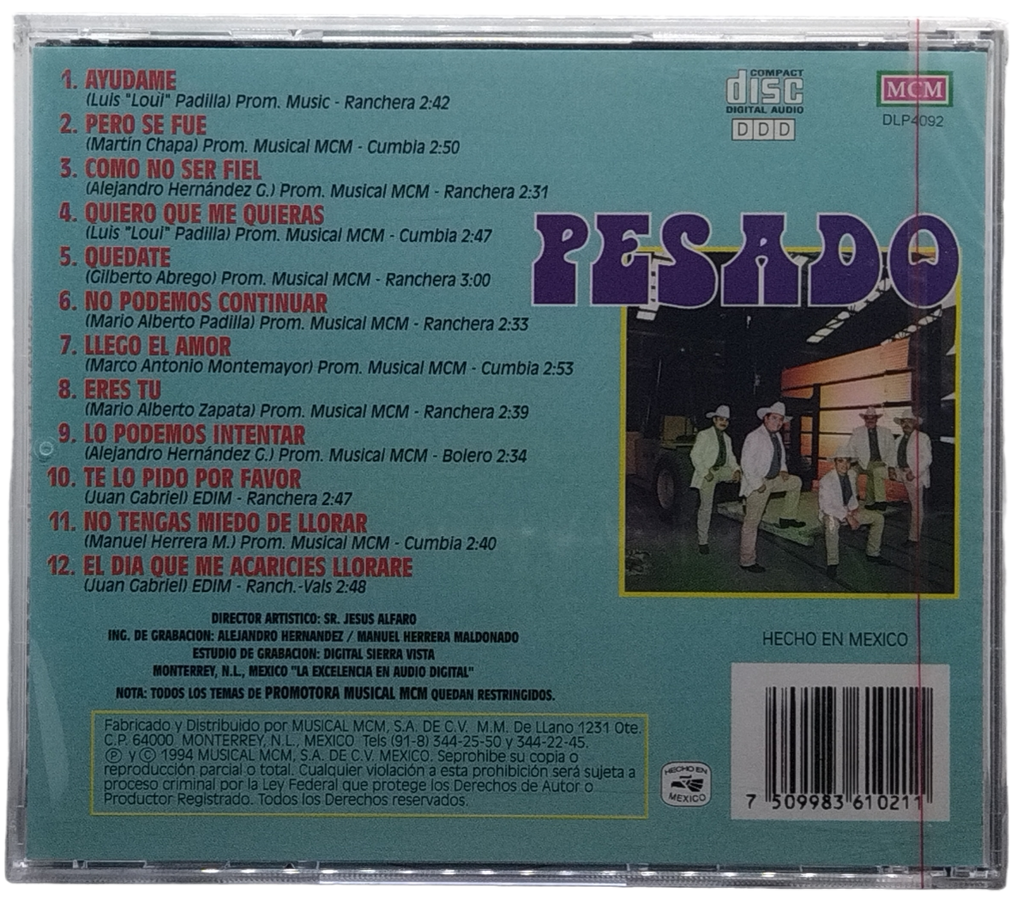 1. AYUDAME
(Luis "Loui" Padilla) Prom. Music - Ranchera 2:42
2. PERO SE FUE
(Martín Chapa) Prom. Musical MCM - Cumbia 2:50
3. COMO NO SER FIEL
(Alejandro Hernández G.) Prom. Musical MCM - Ranchera 2:31
4. QUIERO QUE ME QUIERAS
(Luis "Loui" Padilla) Prom. Musical MCM - Cumbia 2:47
5. QUEDATE
(Gilberto Abrego) Prom. Musical MCM - Ranchera 3:00
6. NO PODEMOS CONTINUAR
(Mario Alberto Padilla) Prom. Musical MCM - Ranchera 2:33
7. LLEGO EL AMOR
(Marco Antonio Montemayor) Prom. Musical MCM - Cumbia 2:53
8. ERES TU
(Mario Alberto Zapata) Prom. Musical MCM - Ranchera 2:39
9. LO PODEMOS INTENTAR
(Alejandro Hernández G.) Prom. Musical MCM - Bolero 2:34
10. TE LO PIDO POR FAVOR
(Juan Gabriel) EDIM - Ranchera 2:47
11. NO TENGAS MIEDO DE LLORAR
(Manuel Herrera M.) Prom. Musical MCM - Cumbia 2:40
12. EL DIA QUE ME ACARICIES LLORARE
(Juan Gabriel) EDIM - Ranch.-Vals 2:48
DIRECTOR ARTISTICO: SR. JESUS ALFARO
ING. DE GRABACION: ALEJANDRO HERNANDEZ / MANUEL HERRERA MALDONADO
ESTUDIO DE GRABACION: DIGITAL SIERRA VISTA
MONTERREY, N.L., MEXICO "LA EXCELENCIA EN AUDIO DIGITAL"
NOTA: TODOS LOS TEMAS DE PROMOTORA MUSICAL MCM QUEDAN RESTRINGIDOS.
Fabricado y Distribuido por MUSICAL MCM, S.A. DE C.V. M.M. De LLano 1231 Ote.
C.P. 64000. MONTERREY, N.L., MEXICO. Tels (91-8) 344-25-50 y 344-22-45.
℗ y © 1994 MUSICAL MCM, S.A. DE C.V. MEXICO. Seprohibe su copia o
reproducción parcial o total. Cualquier violación a esta prohibición será sujeta a
proceso criminal por la Ley Federal que protege los Derechos de Autor o
Productor Registrado. Todos los Derechos reservados.
COMPACT
disc
DIGITAL AUDIO
DDD
MCM
DLP4092
PESADO
HECHO EN MEXICO
HECHO EN
MEXICO
7 509983 610211